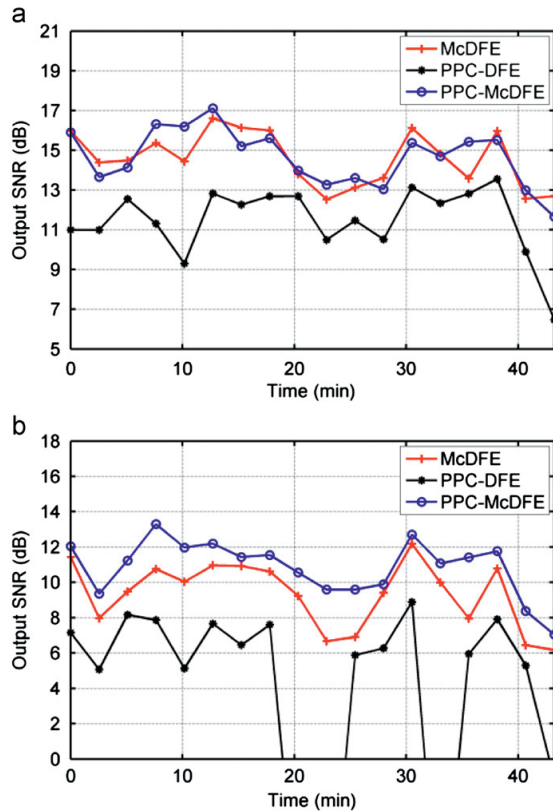 a
21
19
17
15
13
11
9
7
5
Output SNR (dB)
McDFE
PPC-DFE
PPC-McDFE
0
10
20
30
40
Time (min)
b
18
16
14
12
10
8
6
4
2
0
Output SNR (dB)
McDFE
PPC-DFE
PPC-McDFE
0
10
20
30
40
Time (min)